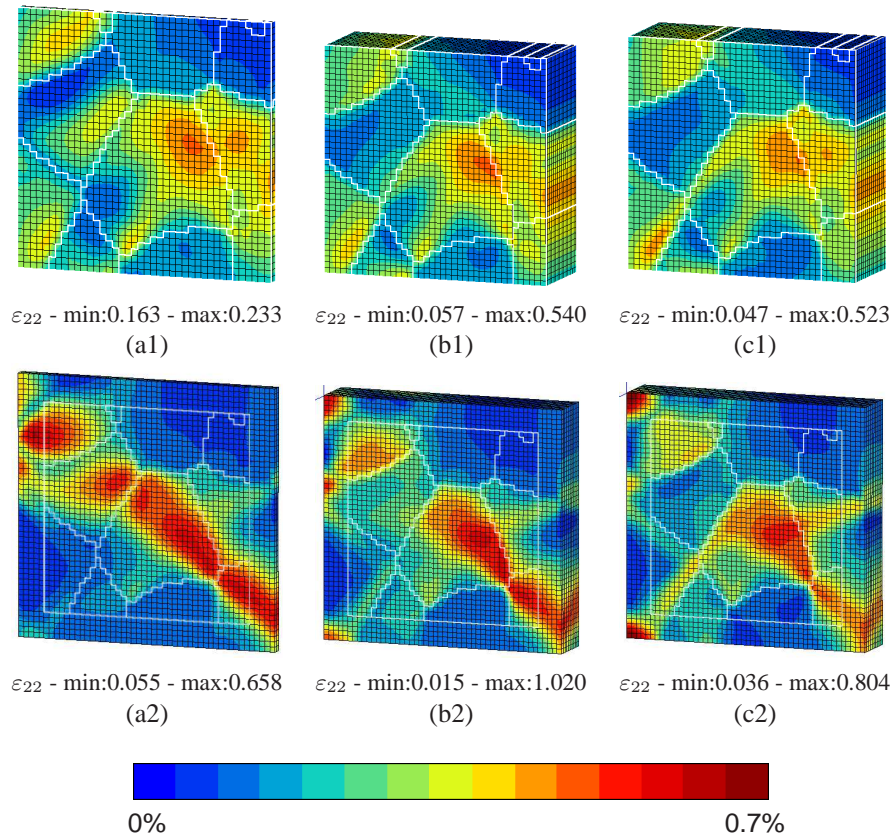 ε22 - min:0.163 - max:0.233
ε22 - min:0.057 - max:0.540
ε22 - min:0.047 - max:0.523
(a1)
(b1)
(c1)
ε22 - min:0.055 - max:0.658
ε22 - min:0.015 - max:1.020
ε22 - min:0.036 - max:0.804
(a2)
(b2)
(c2)
0%
0.7%